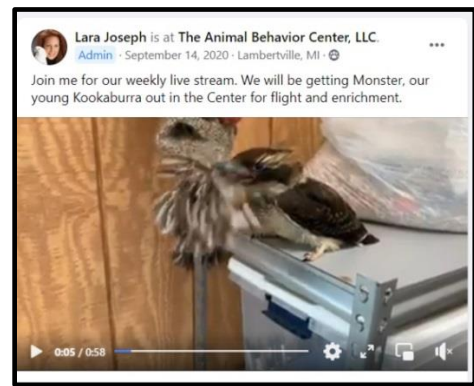 Lara Joseph is at The Animal Behavior Center, LLC.
Admin · September 14, 2020 · Lambertville, MI ·
Join me for our weekly live stream. We will be getting Monster, our
young Kookaburra out in the Center for flight and enrichment.
0:05 / 0:58